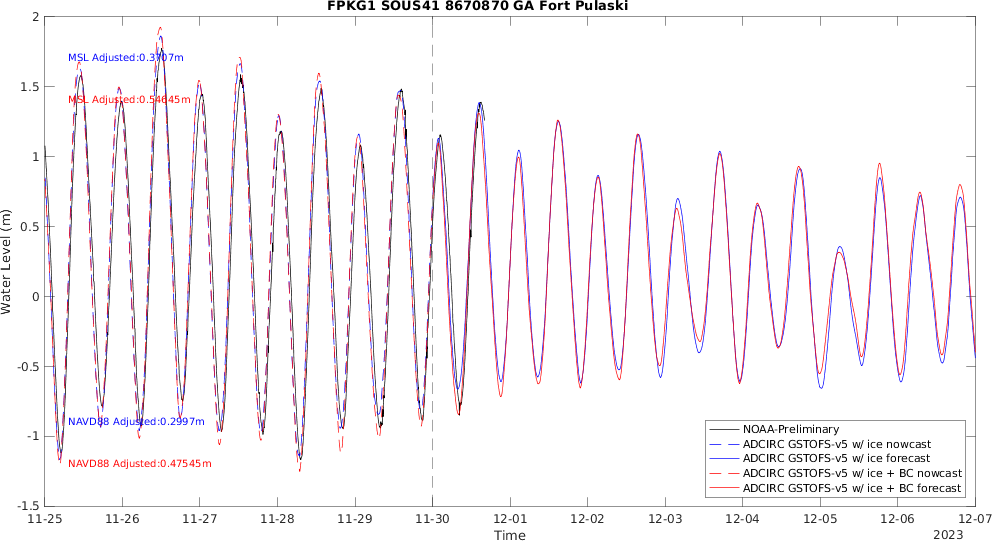 FPKG1 SOUS41 8670870 GA Fort Pulaski
2
1.5
1
0.5
0
-0.5
-1
-1.5
Water Level (m)
MSL Adjusted:0.3707m
MSL Adjusted:0.54645m
NAVD88 Adjusted:0.2997m
NAVD88 Adjusted:0.47545m
NOAA-Preliminary
ADCIRC GSTOFS-v5 w/ ice nowcast
ADCIRC GSTOFS-v5 w/ ice forecast
ADCIRC GSTOFS-v5 w/ ice + BC nowcast
ADCIRC GSTOFS-v5 w/ ice + BC forecast
11-25 11-26 11-27 11-28 11-29 11-30 12-01 12-02 12-03 12-04 12-05 12-06 12-07
Time
2023